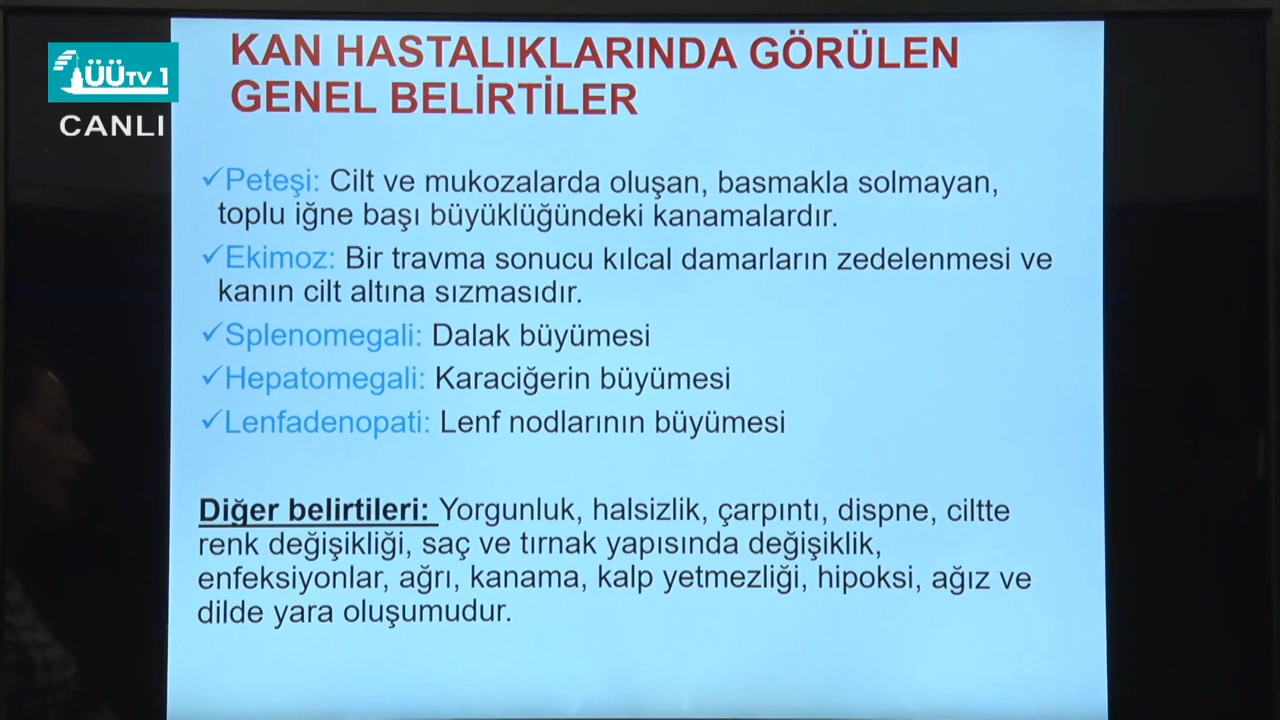 ÜÜTV 1
CANLI
KAN HASTALIKLARINDA GÖRÜLEN
GENEL BELİRTİLER
✓Peteşi: Cilt ve mukozalarda oluşan, basmakla solmayan,
toplu iğne başı büyüklüğündeki kanamalardır.
✓Ekimoz: Bir travma sonucu kılcal damarların zedelenmesi ve
kanın cilt altına sızmasıdır.
✓Splenomegali: Dalak büyümesi
✓Hepatomegali: Karaciğerin büyümesi
✓Lenfadenopati: Lenf nodlarının büyümesi
Diğer belirtileri: Yorgunluk, halsizlik, çarpıntı, dispne, ciltte
renk değişikliği, saç ve tırnak yapısında değişiklik,
enfeksiyonlar, ağrı, kanama, kalp yetmezliği, hipoksi, ağız ve
dilde yara oluşumudur.